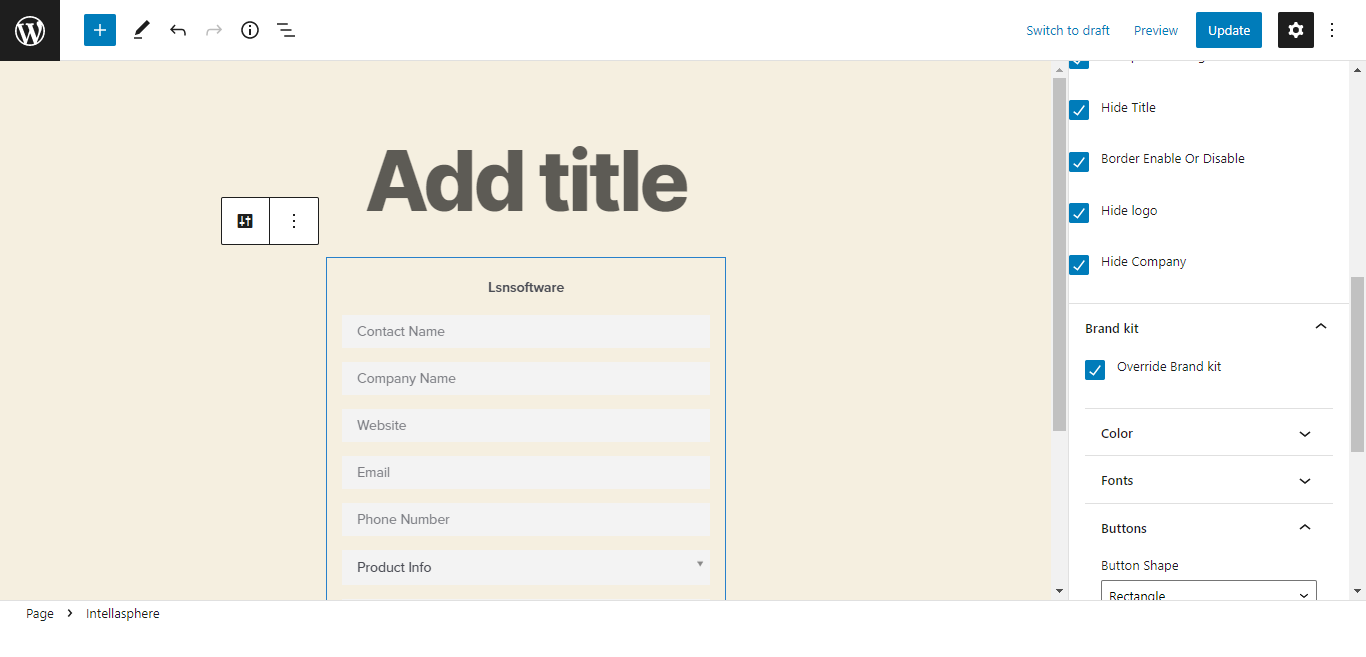 Switch to draft
Preview
Update
Add title
Lsnsoftware
Contact Name
Company Name
Website
Email
Phone Number
Product Info
Hide Title
Border Enable Or Disable
Hide logo
Hide Company
Brand kit
Override Brand kit
Color
Fonts
Buttons
Button Shape
Rectangle
Page
Intellasphere